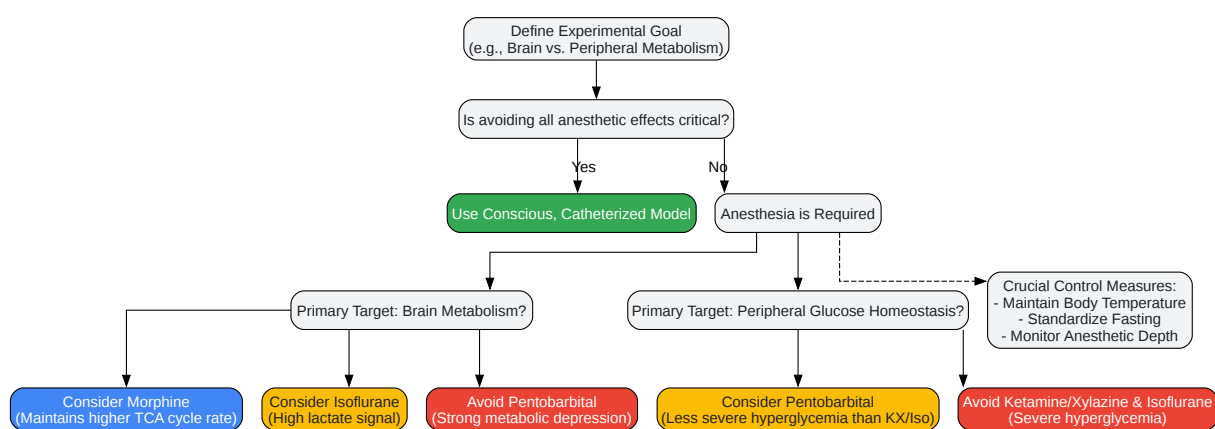 Define Experimental Goal
(e.g., Brain vs. Peripheral Metabolism)
Is avoiding all anesthetic effects critical?
Yes
No
Use Conscious, Catheterized Model
Anesthesia is Required
Crucial Control Measures:
- Maintain Body Temperature
- Standardize Fasting
- Monitor Anesthetic Depth
Primary Target: Brain Metabolism?
Primary Target: Peripheral Glucose Homeostasis?
Consider Morphine
(Maintains higher TCA cycle rate)
Consider Isoflurane
(High lactate signal)
Avoid Pentobarbital
(Strong metabolic depression)
Consider Pentobarbital
(Less severe hyperglycemia than KX/Iso)
Avoid Ketamine/Xylazine & Isoflurane
(Severe hyperglycemia)